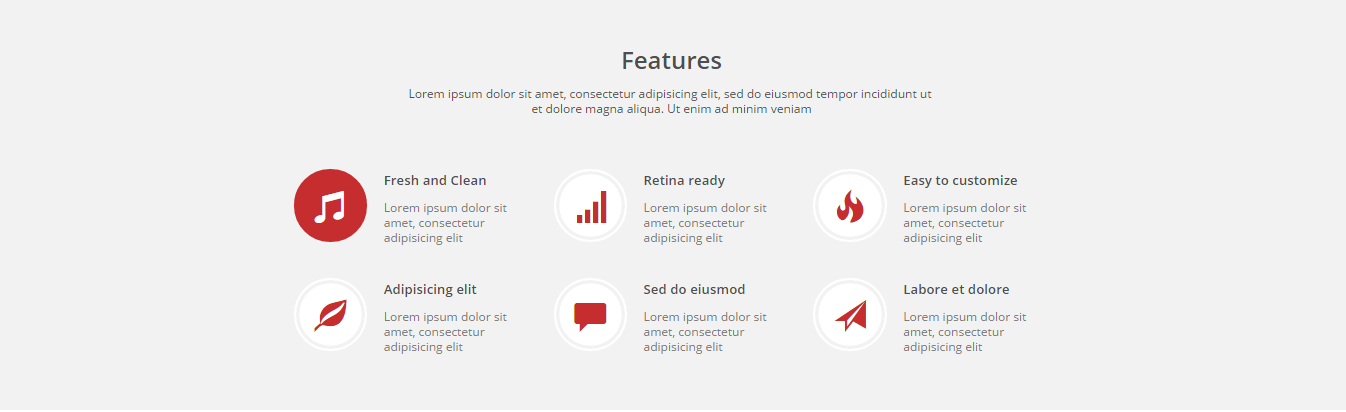 Features
Lorem ipsum dolor sit amet, consectetur adipisicing elit, sed do eiusmod tempor incididunt ut
et dolore magna aliqua. Ut enim ad minim veniam
Fresh and Clean
Lorem ipsum dolor sit
amet, consectetur
adipisicing elit
Retina ready
Lorem ipsum dolor sit
amet, consectetur
adipisicing elit
Easy to customize
Lorem ipsum dolor sit
amet, consectetur
adipisicing elit
Adipisicing elit
Lorem ipsum dolor sit
amet, consectetur
adipisicing elit
Sed do eiusmod
Lorem ipsum dolor sit
amet, consectetur
adipisicing elit
Labore et dolore
Lorem ipsum dolor sit
amet, consectetur
adipisicing elit